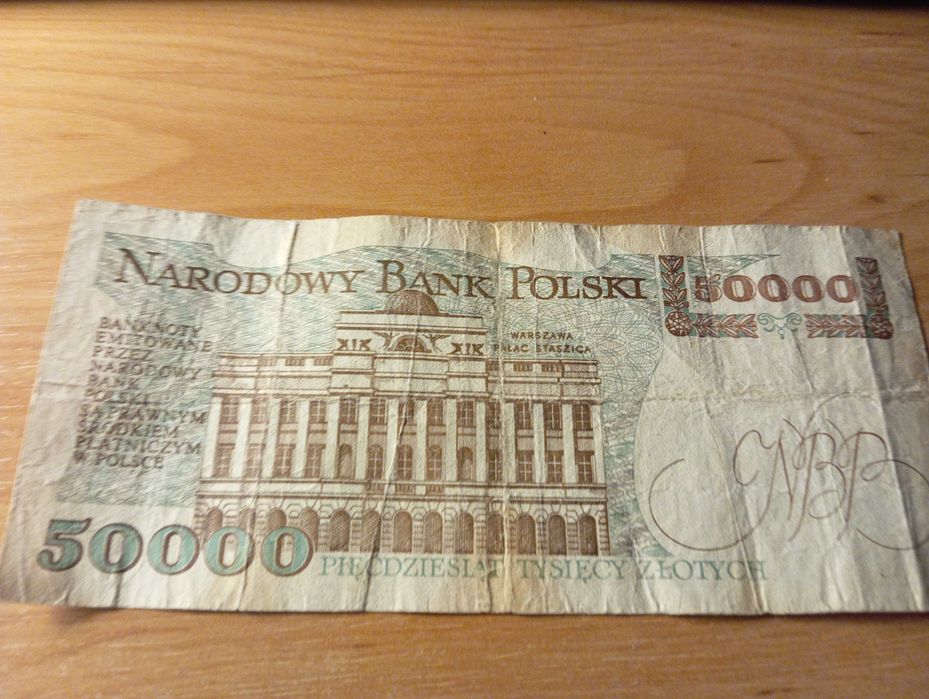 NARODOWY BANK POLSKI
50000
BANKNOTY
EMITOWANE
PRZEZ
NARODOWY
BANK
POLSKI
SĄ PRAWNYM
ŚRODKIEM
PŁATNICZYM
W POLSCE
WARSZAWA
PAŁAC STASZICA
NBP
50000
PIĘĆDZIESIĄT TYSIĘCY ZŁOTYCH